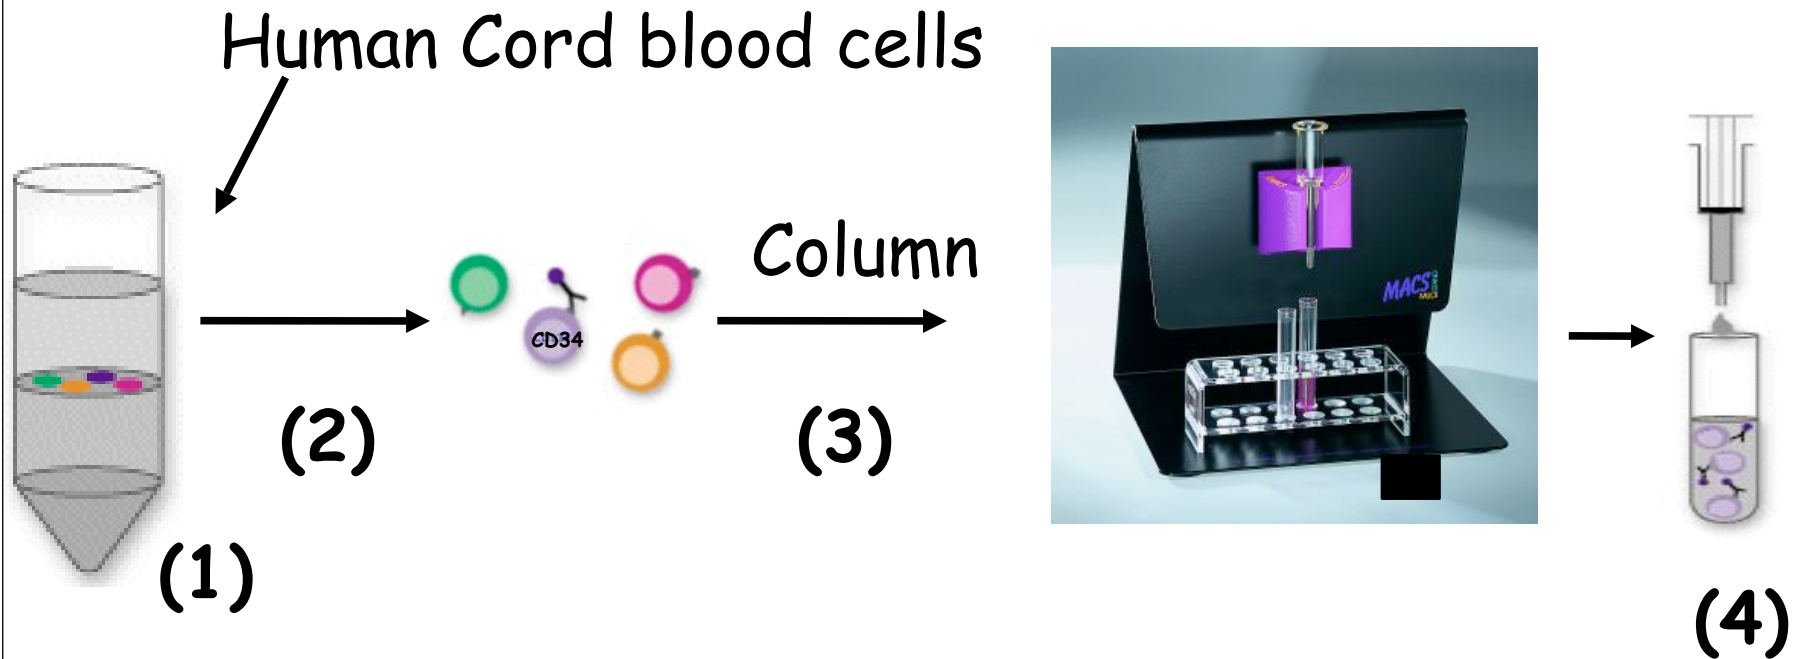 Human Cord blood cells
Column
CD34
MACS
(2)
(3)
(1)
(4)